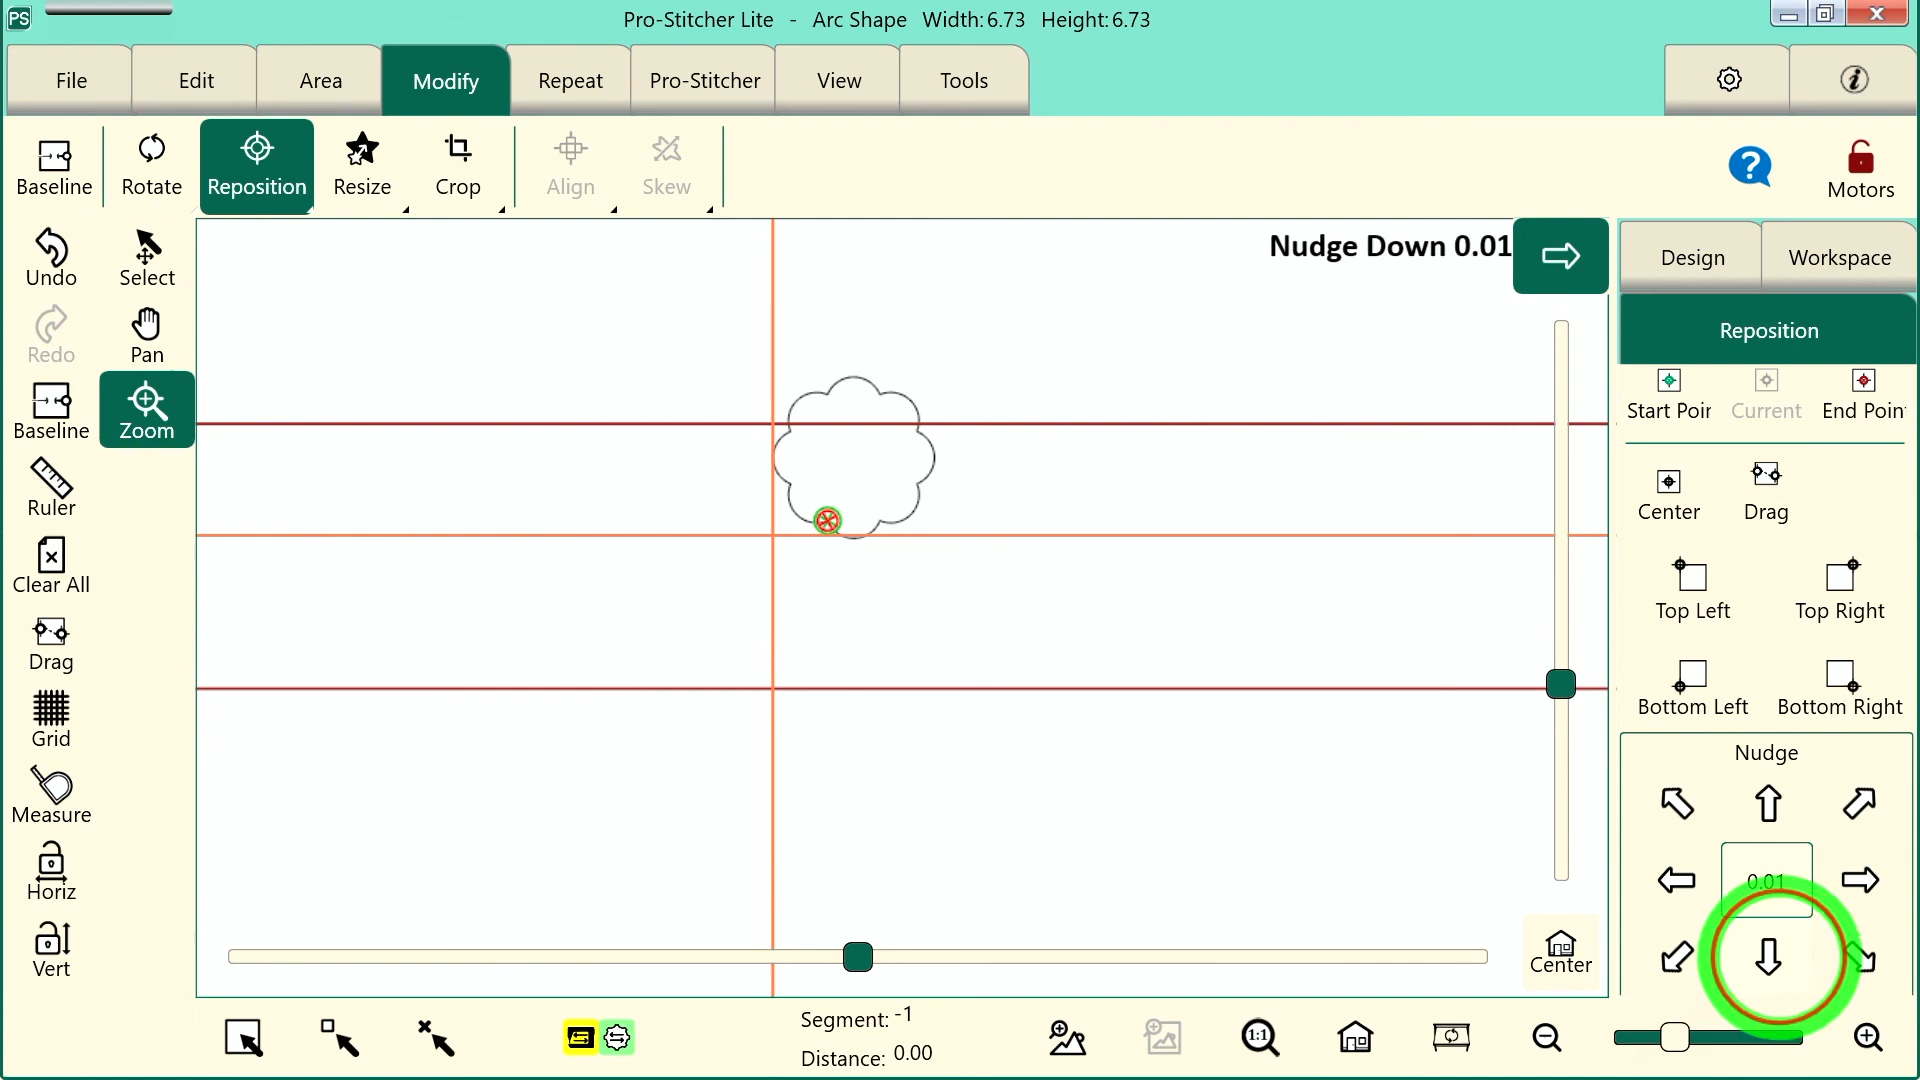 PS
Pro-Stitcher Lite - Arc Shape Width: 6.73 Height: 6.73
File Edit Area Modify Repeat Pro-Stitcher View Tools
Baseline Rotate Reposition Resize Crop Align Skew
? Motors
Undo Select
Redo Pan
Baseline Zoom
Ruler
Clear All
Drag
Grid
Measure
Horiz
Vert
Nudge Down 0.01
Center
Design Workspace
Reposition
Start Poir Current End Poin
Center Drag
Top Left Top Right
Bottom Left Bottom Right
Nudge
0.01
Segment: -1
Distance: 0.00
1:1